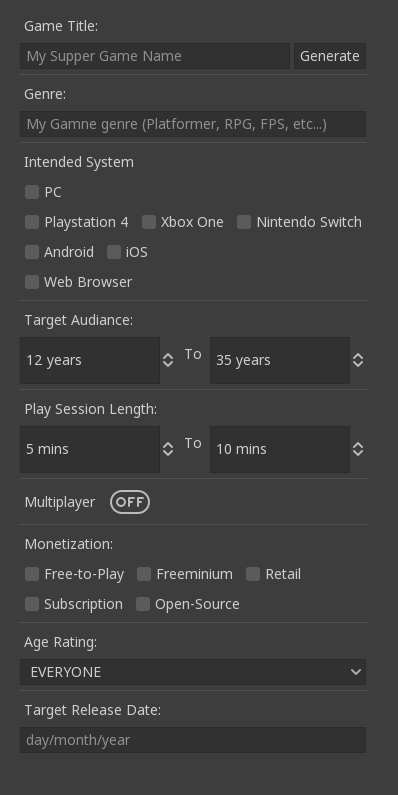 Game Title:
My Supper Game Name Generate
Genre:
My Gamne genre (Platformer, RPG, FPS, etc...)
Intended System
PC
Playstation 4 Xbox One Nintendo Switch
Android iOS
Web Browser
Target Audiance:
12 years To 35 years
Play Session Length:
5 mins To 10 mins
Multiplayer OFF
Monetization:
Free-to-Play Freeminium Retail
Subscription Open-Source
Age Rating:
EVERYONE
Target Release Date:
day/month/year